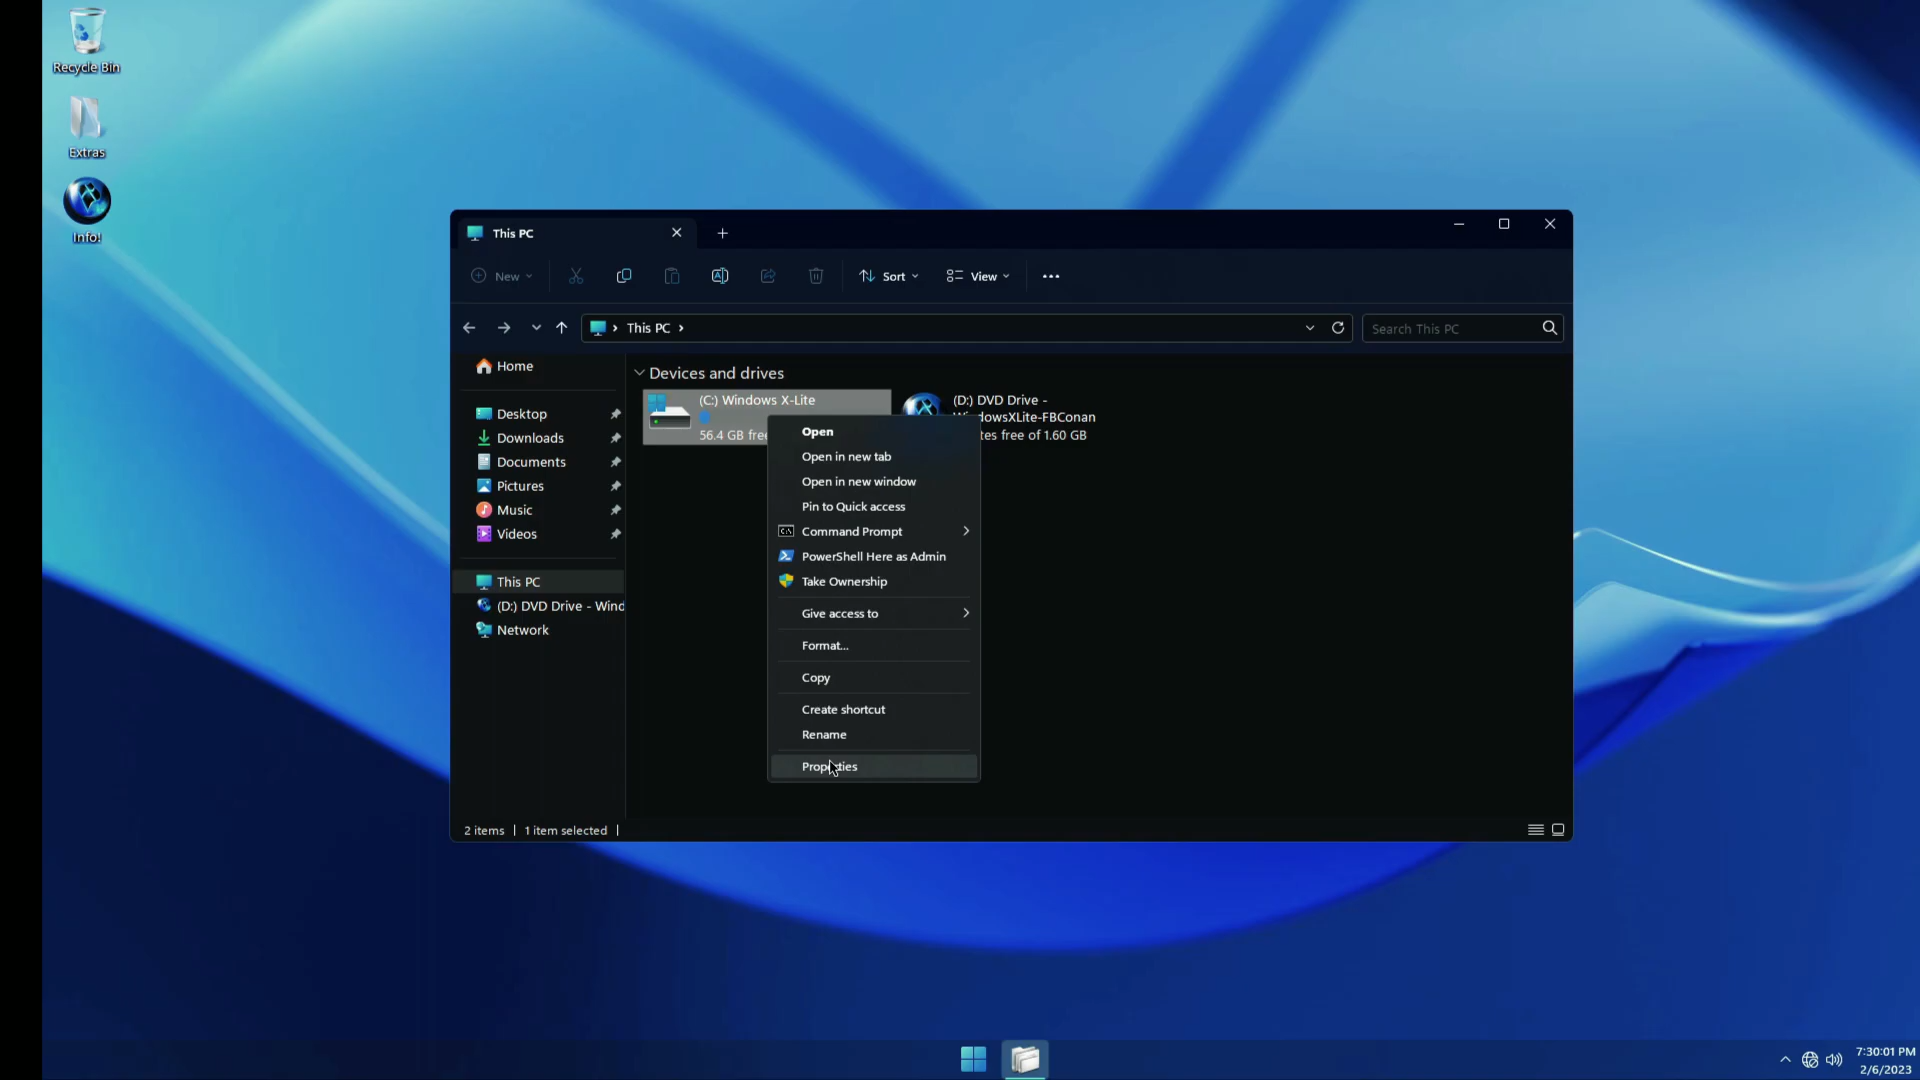 Recycle Bin
Extras
Info!
This PC
New
Sort
View
This PC
Search This PC
Home
Desktop
Downloads
Documents
Pictures
Music
Videos
This PC
(D:) DVD Drive - Wind
Network
Devices and drives
(C:) Windows X-Lite
56.4 GB free
(D:) DVD Drive -
WindowsXLite-FBConan
tes free of 1.60 GB
Open
Open in new tab
Open in new window
Pin to Quick access
Command Prompt
PowerShell Here as Admin
Take Ownership
Give access to
Format...
Copy
Create shortcut
Rename
Properties
2 items
1 item selected
7:30:01 PM
2/6/2023